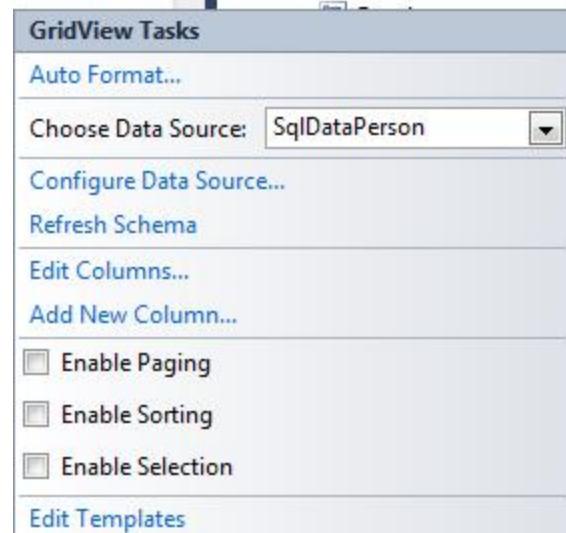 GridView Tasks
Auto Format...
Choose Data Source: SqlDataPerson
Configure Data Source...
Refresh Schema
Edit Columns...
Add New Column...
Enable Paging
Enable Sorting
Enable Selection
Edit Templates